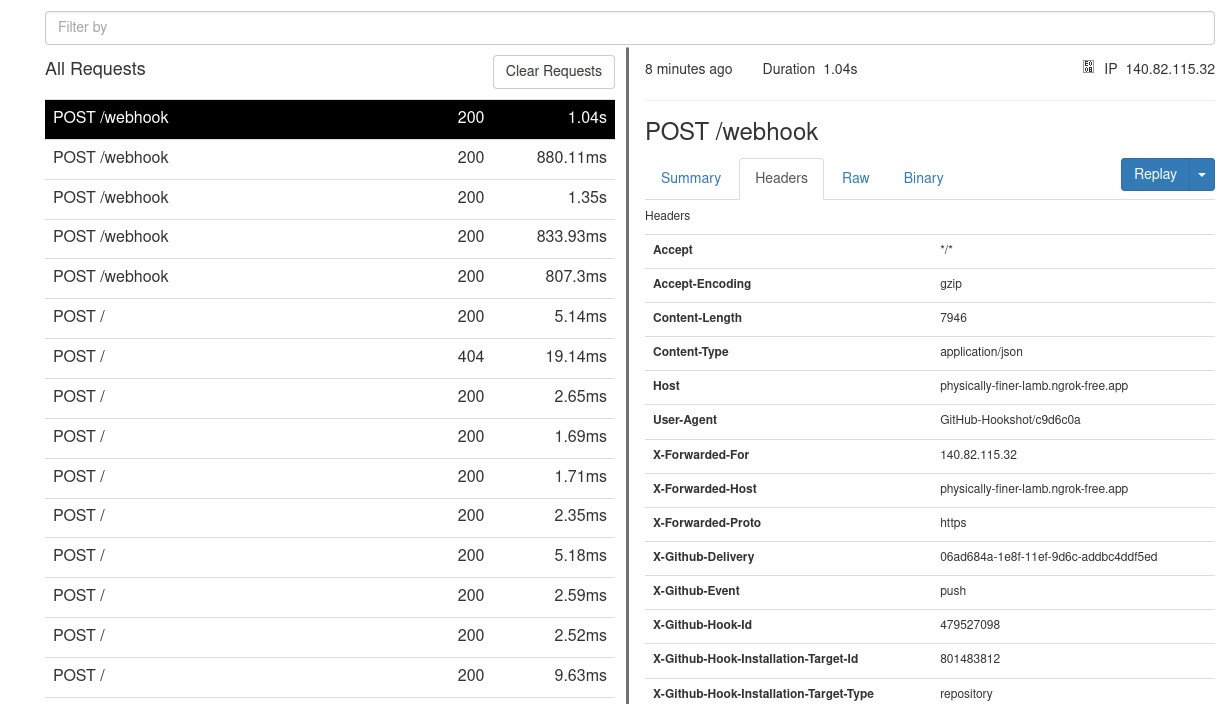 Filter by
All Requests
Clear Requests
POST /webhook 200 1.04s
POST /webhook 200 880.11ms
POST /webhook 200 1.35s
POST /webhook 200 833.93ms
POST /webhook 200 807.3ms
POST / 200 5.14ms
POST / 404 19.14ms
POST / 200 2.65ms
POST / 200 1.69ms
POST / 200 1.71ms
POST / 200 2.35ms
POST / 200 5.18ms
POST / 200 2.59ms
POST / 200 2.52ms
POST / 200 9.63ms
8 minutes ago Duration 1.04s IP 140.82.115.32
POST /webhook
Summary Headers Raw Binary Replay
Headers
Accept */*
Accept-Encoding gzip
Content-Length 7946
Content-Type application/json
Host physically-finer-lamb.ngrok-free.app
User-Agent GitHub-Hookshot/c9d6c0a
X-Forwarded-For 140.82.115.32
X-Forwarded-Host physically-finer-lamb.ngrok-free.app
X-Forwarded-Proto https
X-Github-Delivery 06ad684a-1e8f-11ef-9d6c-addbc4ddf5ed
X-Github-Event push
X-Github-Hook-Id 479527098
X-Github-Hook-Installation-Target-Id 801483812
X-Github-Hook-Installation-Target-Type repository